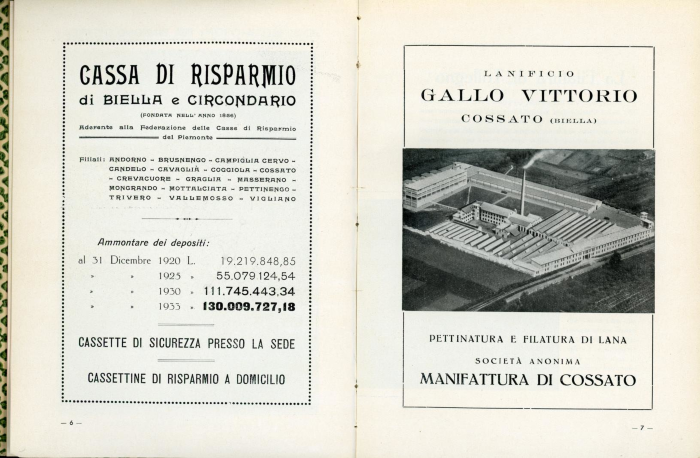 CASSA DI RISPARMIO
di BIELLA e CIRCONDARIO
(FONDATA NELL' ANNO 1856)
Aderente alla Federazione delle Casse di Risparmio
del Piemonte
Filiali: ANDORNO - BRUSNENGO - CAMPIGLIA CERVO -
CANDELO - CAVAGLIÀ - COGGIOLA - COSSATO
- CREVACUORE - GRAGLIA - MASSERANO -
MONGRANDO - MOTTALCIATA - PETTINENGO -
TRIVERO - VALLEMOSSO - VIGLIANO
Ammontare dei depositi:
al 31 Dicembre 1920 L. 19.219.848,85
» » 1925 » 55.079.124,54
» » 1930 » 111.745.443,34
» » 1933 » 130.009.727,18
CASSETTE DI SICUREZZA PRESSO LA SEDE
CASSETTINE DI RISPARMIO A DOMICILIO
— 6 —
LANIFICIO
GALLO VITTORIO
COSSATO (BIELLA)
PETTINATURA E FILATURA DI LANA
SOCIETÀ ANONIMA
MANIFATTURA DI COSSATO
— 7 —